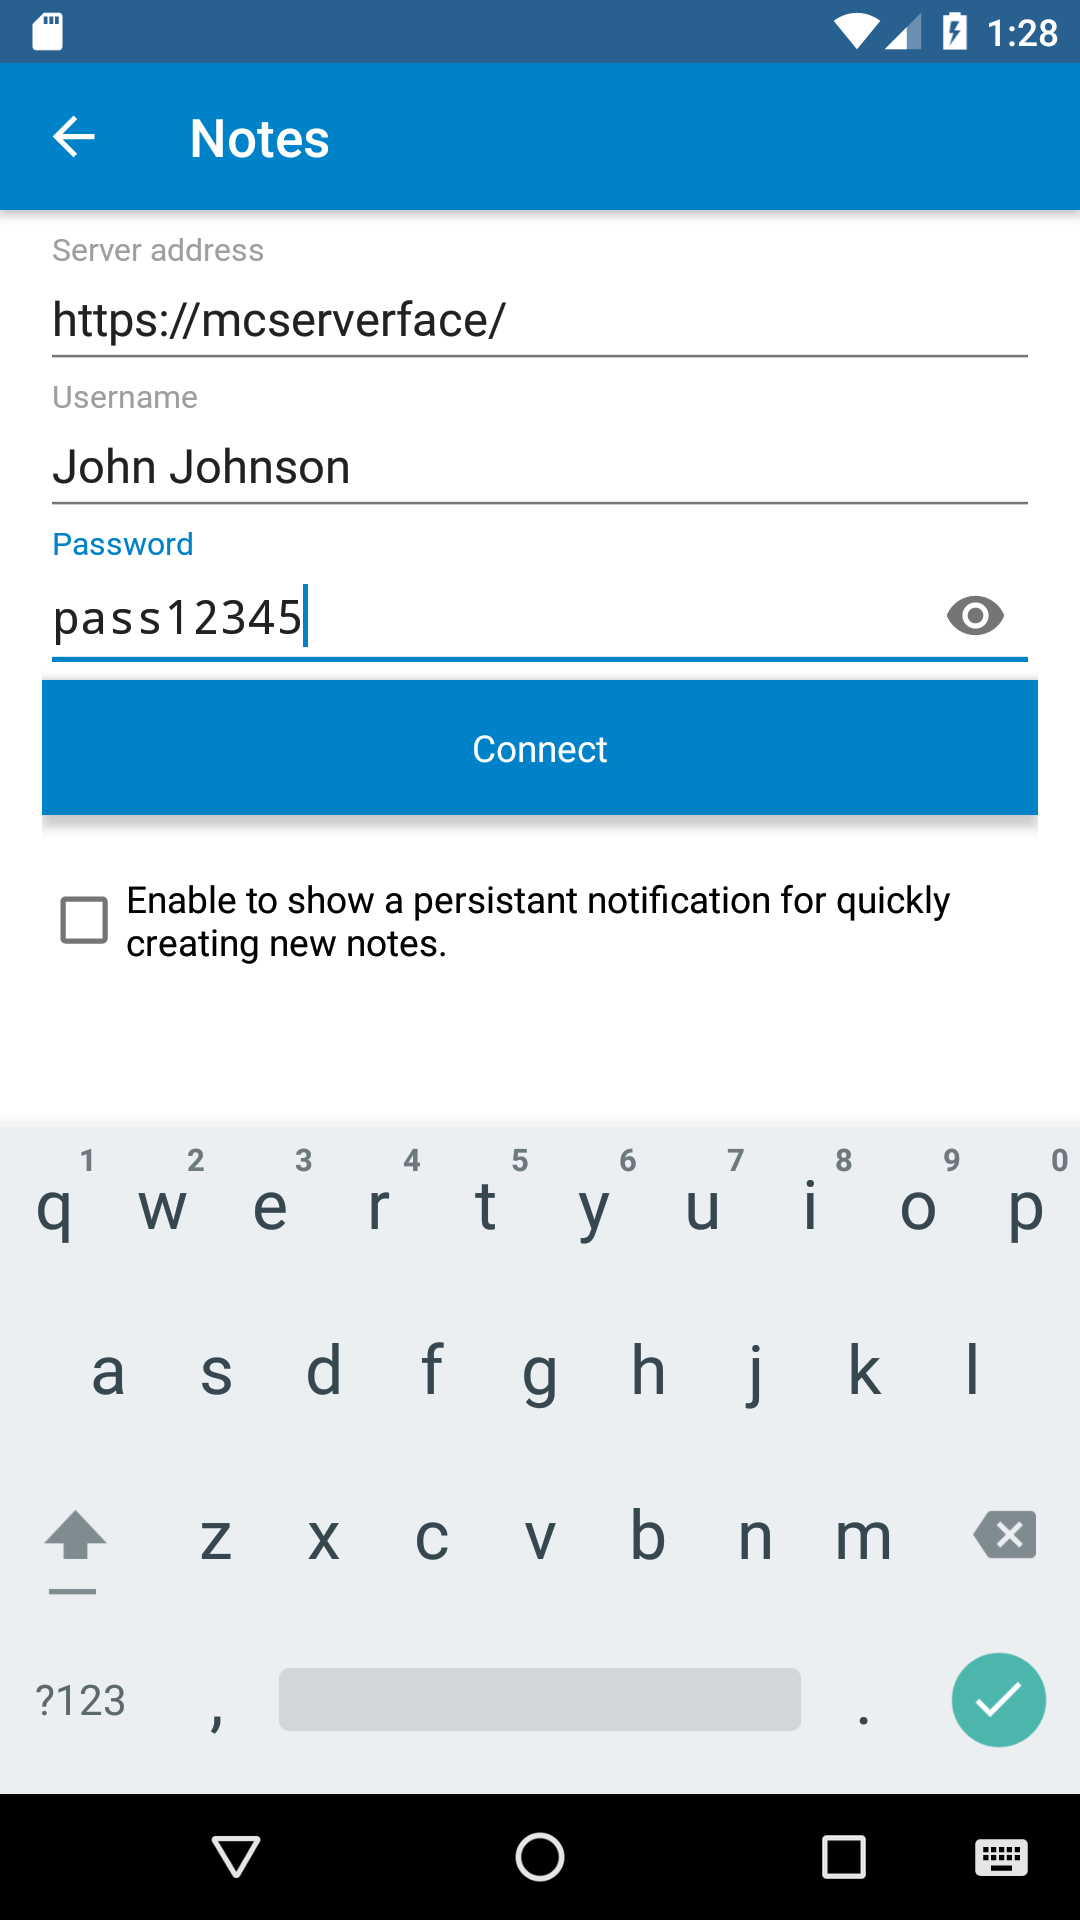 1:28
Notes
Server address
https://mcserverface/
Username
John Johnson
Password
pass12345
Connect
Enable to show a persistant notification for quickly
creating new notes.
1 2 3 4 5 6 7 8 9 0
q w e r t y u i o p
a s d f g h j k l
z x c v b n m
?123 , .